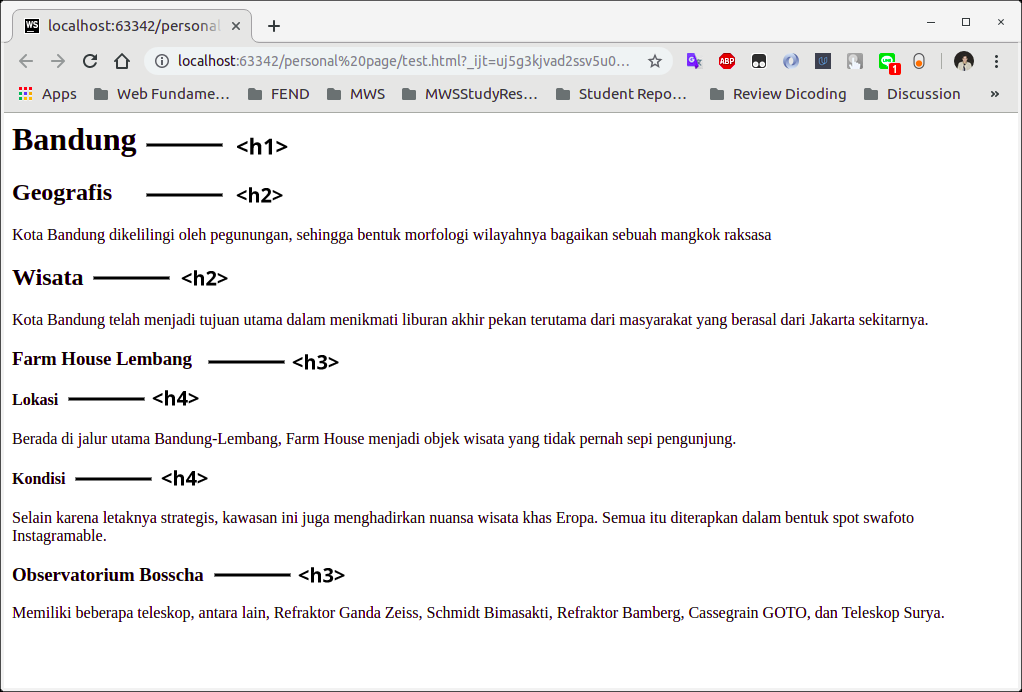 WS localhost:63342/personal
localhost:63342/personal%20page/test.html?_ijt=uj5g3kjvad2ssv5u0…
ABP
1
Apps Web Fundame… FEND MWS MWSStudyRes… Student Repo… Review Dicoding Discussion »
Bandung <h1>
Geografis <h2>
Kota Bandung dikelilingi oleh pegunungan, sehingga bentuk morfologi wilayahnya bagaikan sebuah mangkok raksasa
Wisata <h2>
Kota Bandung telah menjadi tujuan utama dalam menikmati liburan akhir pekan terutama dari masyarakat yang berasal dari Jakarta sekitarnya.
Farm House Lembang <h3>
Lokasi <h4>
Berada di jalur utama Bandung-Lembang, Farm House menjadi objek wisata yang tidak pernah sepi pengunjung.
Kondisi <h4>
Selain karena letaknya strategis, kawasan ini juga menghadirkan nuansa wisata khas Eropa. Semua itu diterapkan dalam bentuk spot swafoto
Instagramable.
Observatorium Bosscha <h3>
Memiliki beberapa teleskop, antara lain, Refraktor Ganda Zeiss, Schmidt Bimasakti, Refraktor Bamberg, Cassegrain GOTO, dan Teleskop Surya.